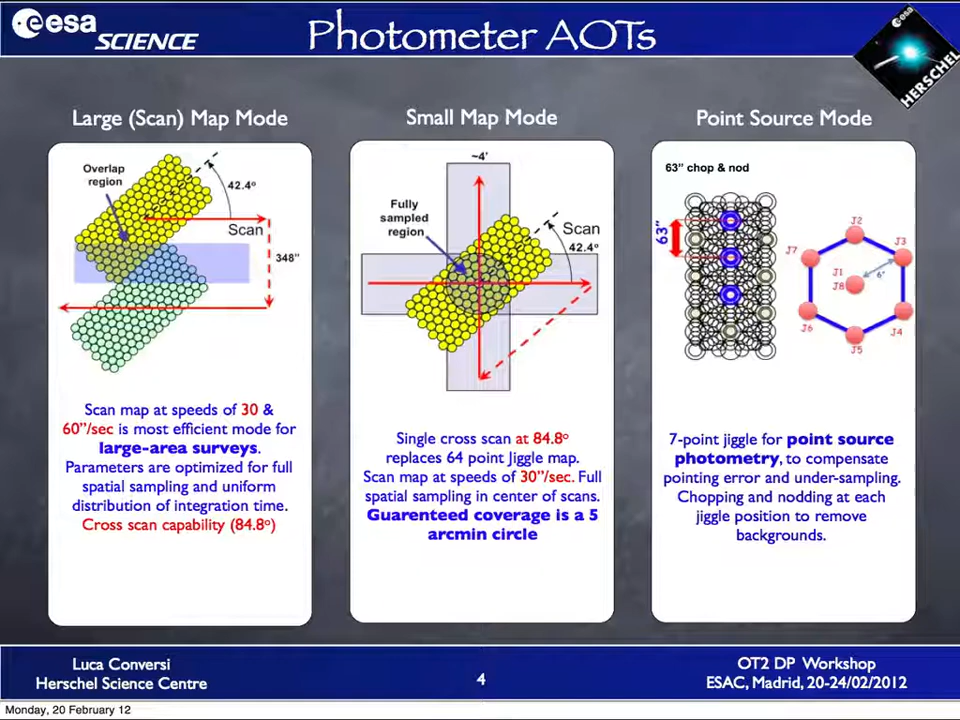 esa
SCIENCE
Photometer AOTs
esa
HERSCHEL
Large (Scan) Map Mode
Overlap
region
42.4°
Scan
348"
Scan map at speeds of 30 &
60"/sec is most efficient mode for
large-area surveys.
Parameters are optimized for full
spatial sampling and uniform
distribution of integration time.
Cross scan capability (84.8°)
Small Map Mode
~4'
Fully
sampled
region
Scan
42.4°
Single cross scan at 84.8°
replaces 64 point Jiggle map.
Scan map at speeds of 30"/sec. Full
spatial sampling in center of scans.
Guarenteed coverage is a 5
arcmin circle
Point Source Mode
63" chop & nod
63"
J2
J7
J3
J1
6"
J8
J6
J4
J5
7-point jiggle for point source
photometry, to compensate
pointing error and under-sampling.
Chopping and nodding at each
jiggle position to remove
backgrounds.
Luca Conversi
Herschel Science Centre
4
OT2 DP Workshop
ESAC, Madrid, 20-24/02/2012
Monday, 20 February 12